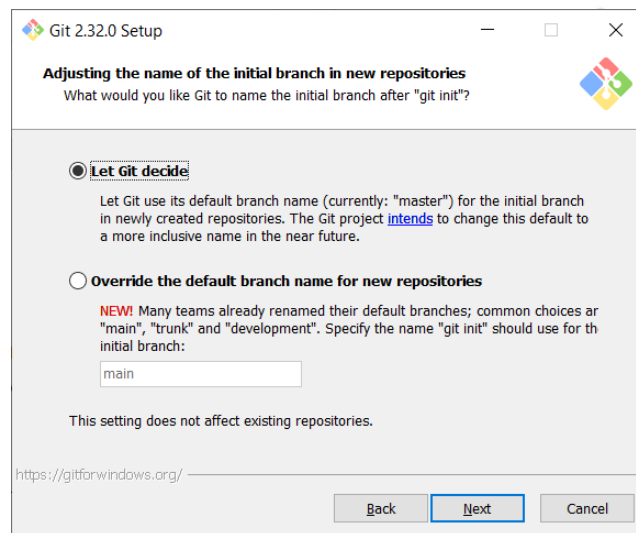 Git 2.32.0 Setup
Adjusting the name of the initial branch in new repositories
What would you like Git to name the initial branch after "git init"?
Let Git decide
Let Git use its default branch name (currently: "master") for the initial branch
in newly created repositories. The Git project intends to change this default to
a more inclusive name in the near future.
Override the default branch name for new repositories
NEW! Many teams already renamed their default branches; common choices ar
"main", "trunk" and "development". Specify the name "git init" should use for th
initial branch:
main
This setting does not affect existing repositories.
https://gitforwindows.org/
Back Next Cancel